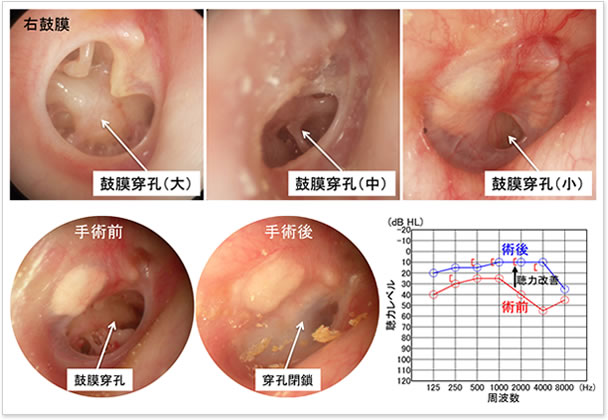 右鼓膜
鼓膜穿孔(大)
鼓膜穿孔(中)
鼓膜穿孔(小)
手術前
鼓膜穿孔
手術後
穿孔閉鎖
(dB HL)
-20
-10
0
10
20
30
40
50
60
70
80
90
100
110
120
聴力レベル
術後
聴力改善
術前
125 250 500 1000 2000 4000 8000 (Hz)
周波数